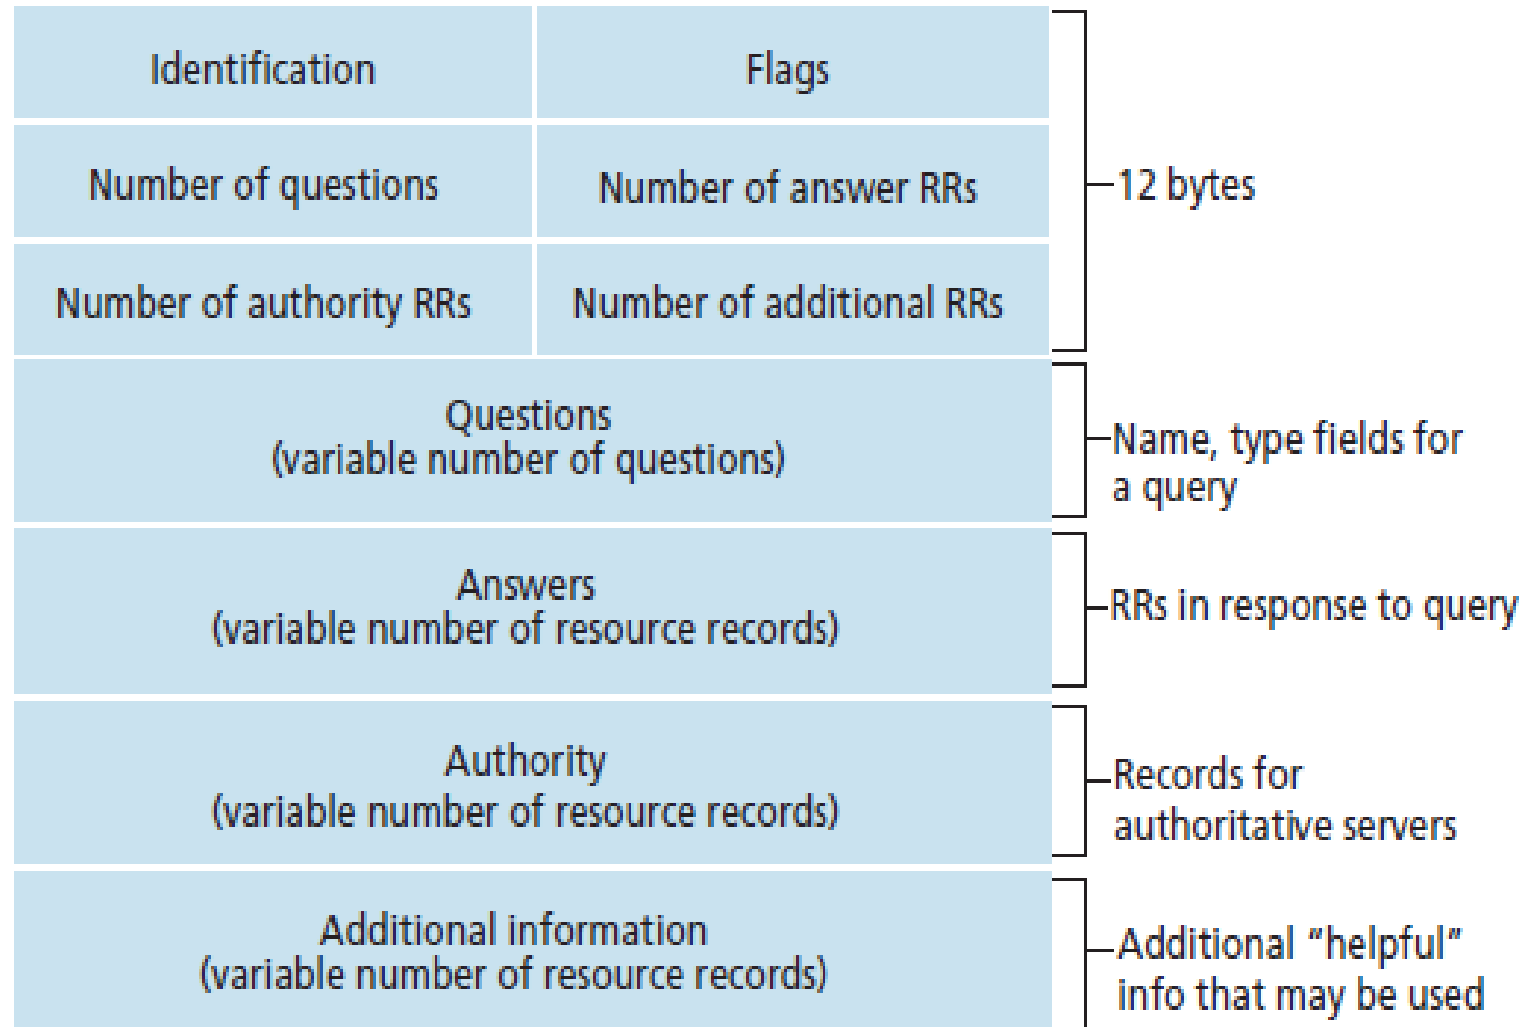 Identification
Flags
Number of questions
Number of answer RRs
12 bytes
Number of authority RRs
Number of additional RRs
Questions
(variable number of questions)
Name, type fields for
a query
Answers
(variable number of resource records)
RRs in response to query
Authority
(variable number of resource records)
Records for
authoritative servers
Additional information
(variable number of resource records)
Additional “helpful”
info that may be used